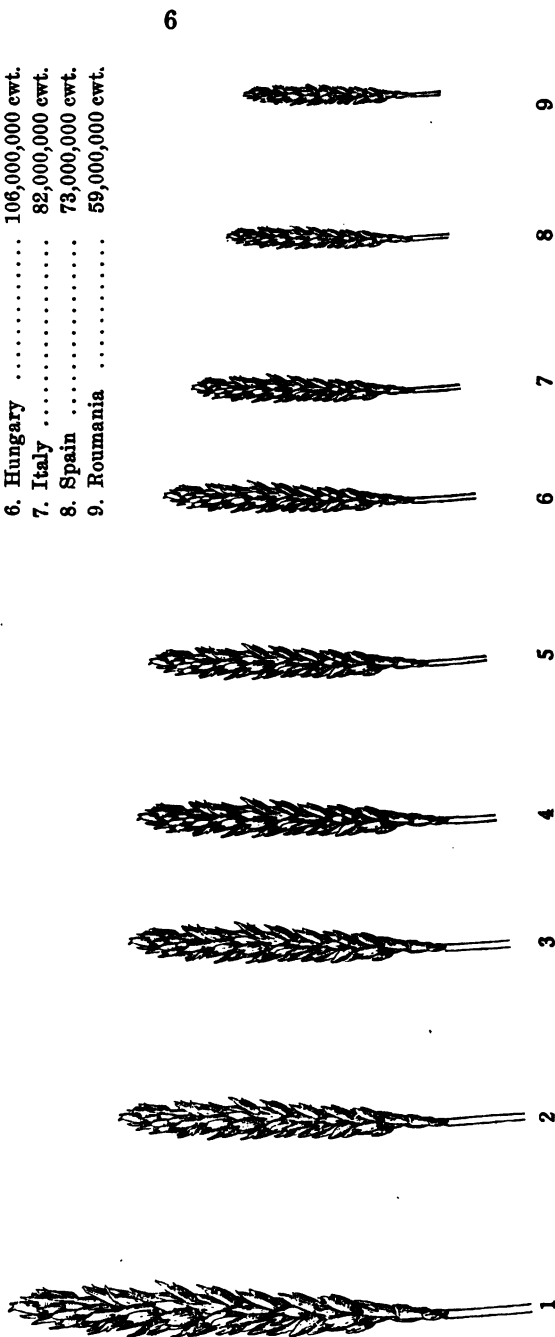 6
6. Hungary .............. 106,000,000 cwt.
7. Italy .................. 82,000,000 cwt.
8. Spain ................. 73,000,000 cwt.
9. Roumania ............ 59,000,000 cwt.
1 2 3 4 5 6 7 8 9